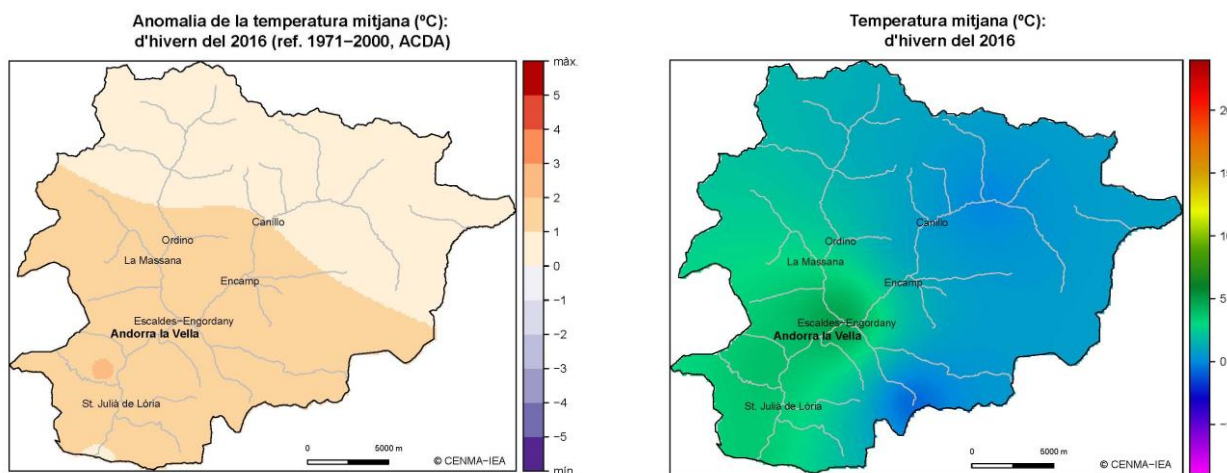 Anomalia de la temperatura mitjana (ºC):
d'hivern del 2016 (ref. 1971−2000, ACDA)
màx.
5
4
3
2
1
0
−1
−2
−3
−4
−5
mín
Canillo
Ordino
La Massana
Encamp
Escaldes−Engordany
Andorra la Vella
St. Julià de Lòria
0 5000 m
© CENMA−IEA
Temperatura mitjana (ºC):
d'hivern del 2016
20
15
10
5
0
Canillo
Ordino
La Massana
Encamp
Escaldes−Engordany
Andorra la Vella
St. Julià de Lòria
0 5000 m
© CENMA−IEA